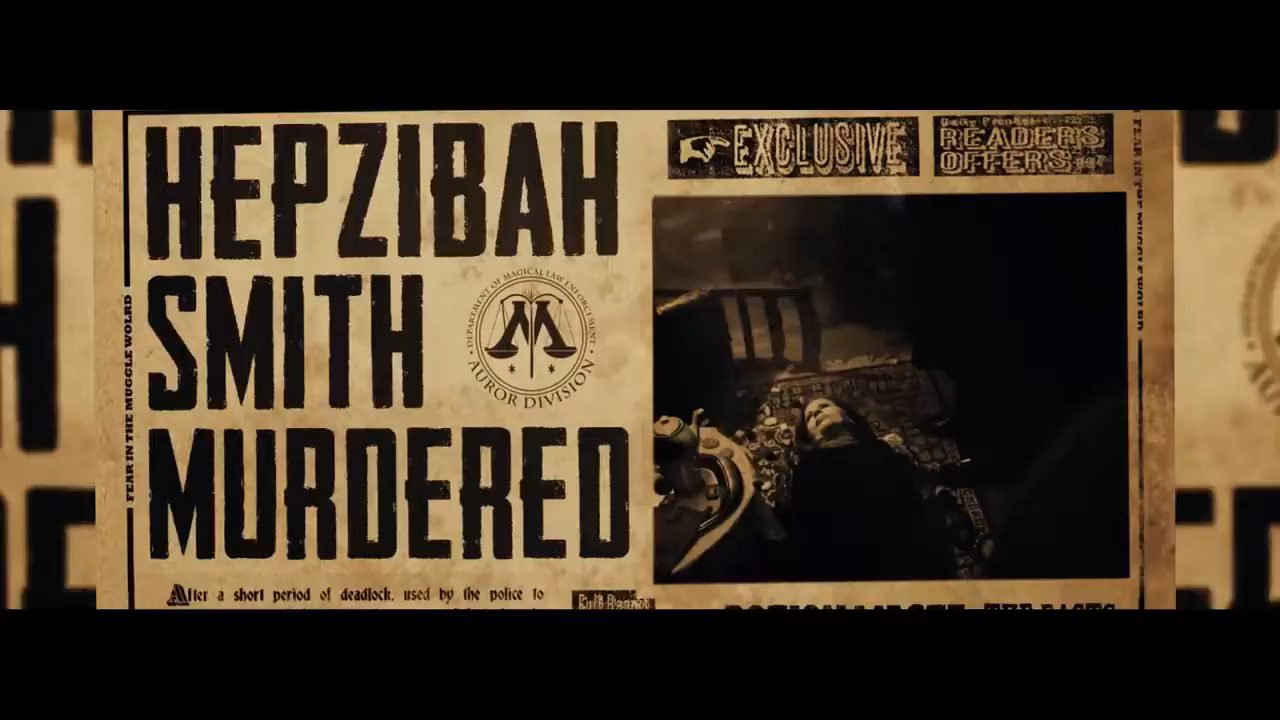 HEPZIBAH
SMITH
MURDERED
DEPARTMENT OF MAGICAL LAW ENFORCEMENT
AUROR DIVISION
FEAR IN THE MUGGLE WOLRD
EXCLUSIVE
READERS
OFFERS
After a short period of deadlock, used by the police to